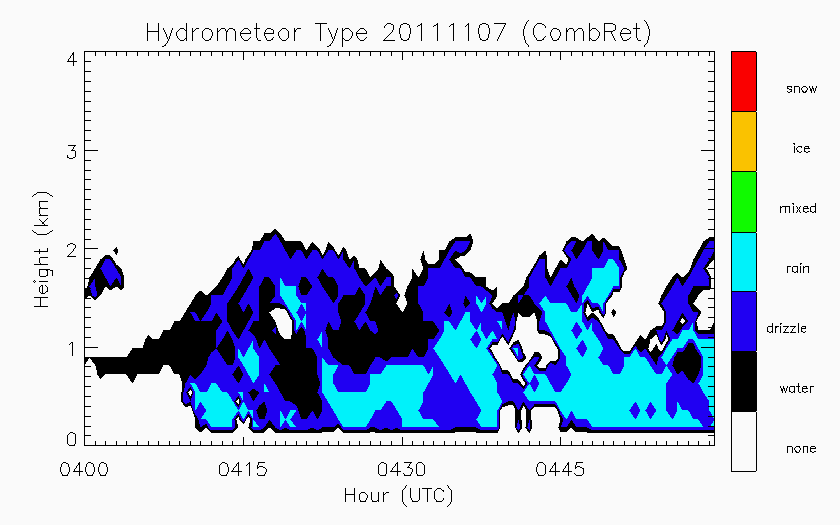 Hydrometeor Type 20111107 (CombRet)
4
3
2
1
0
Height (km)
0400 0415 0430 0445
Hour (UTC)
snow
ice
mixed
rain
drizzle
water
none